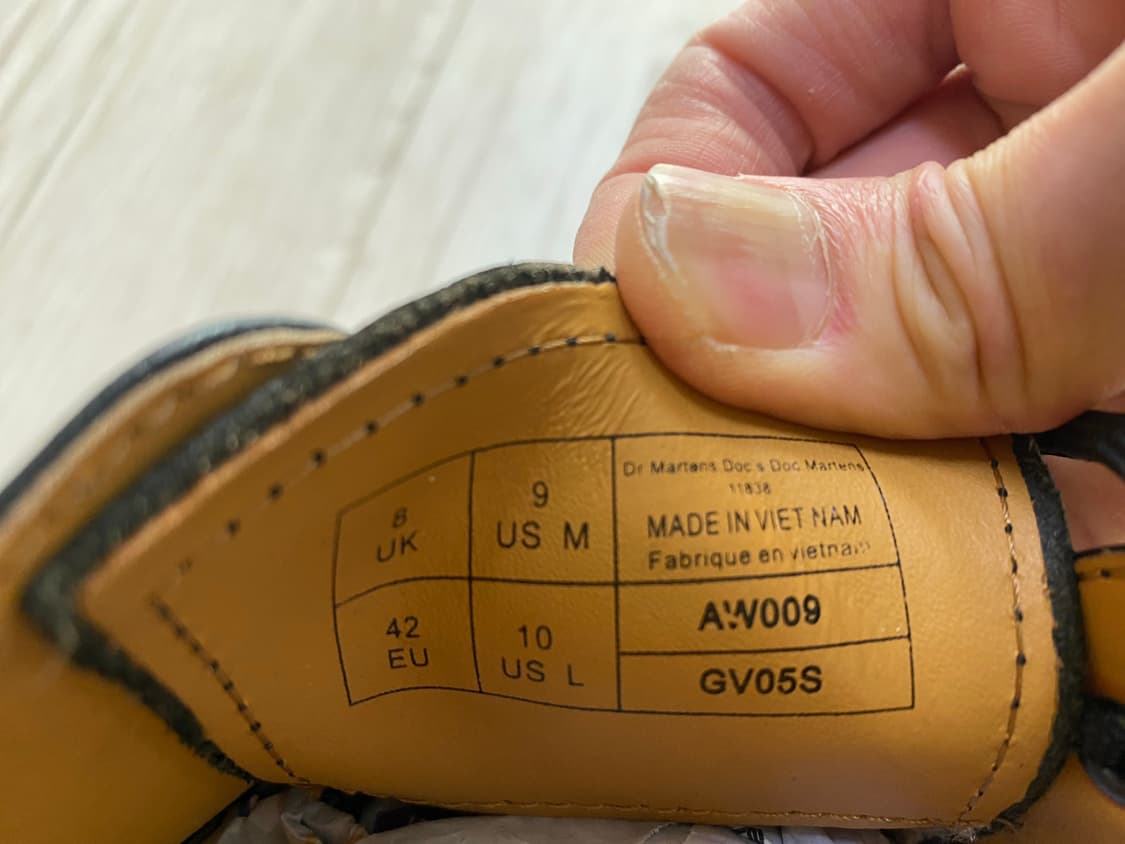 8
UK
9
US M
Dr Martens Doc's Doc Martens
11838
MADE IN VIET NAM
Fabrique en vietnam
42
EU
10
US L
AW009
GV05S